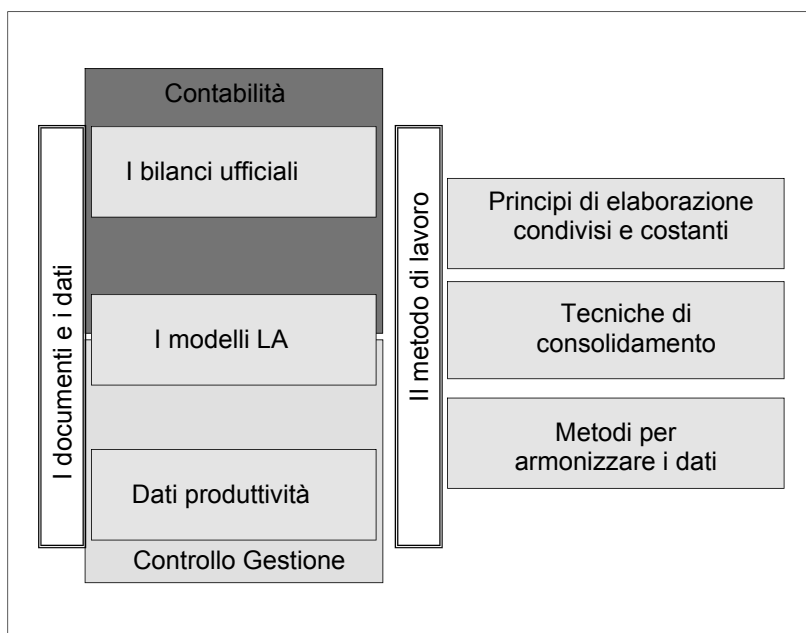 Contabilità
I bilanci ufficiali
I modelli LA
Dati produttività
Controllo Gestione
I documenti e i dati
Il metodo di lavoro
Principi di elaborazione
condivisi e costanti
Tecniche di
consolidamento
Metodi per
armonizzare i dati